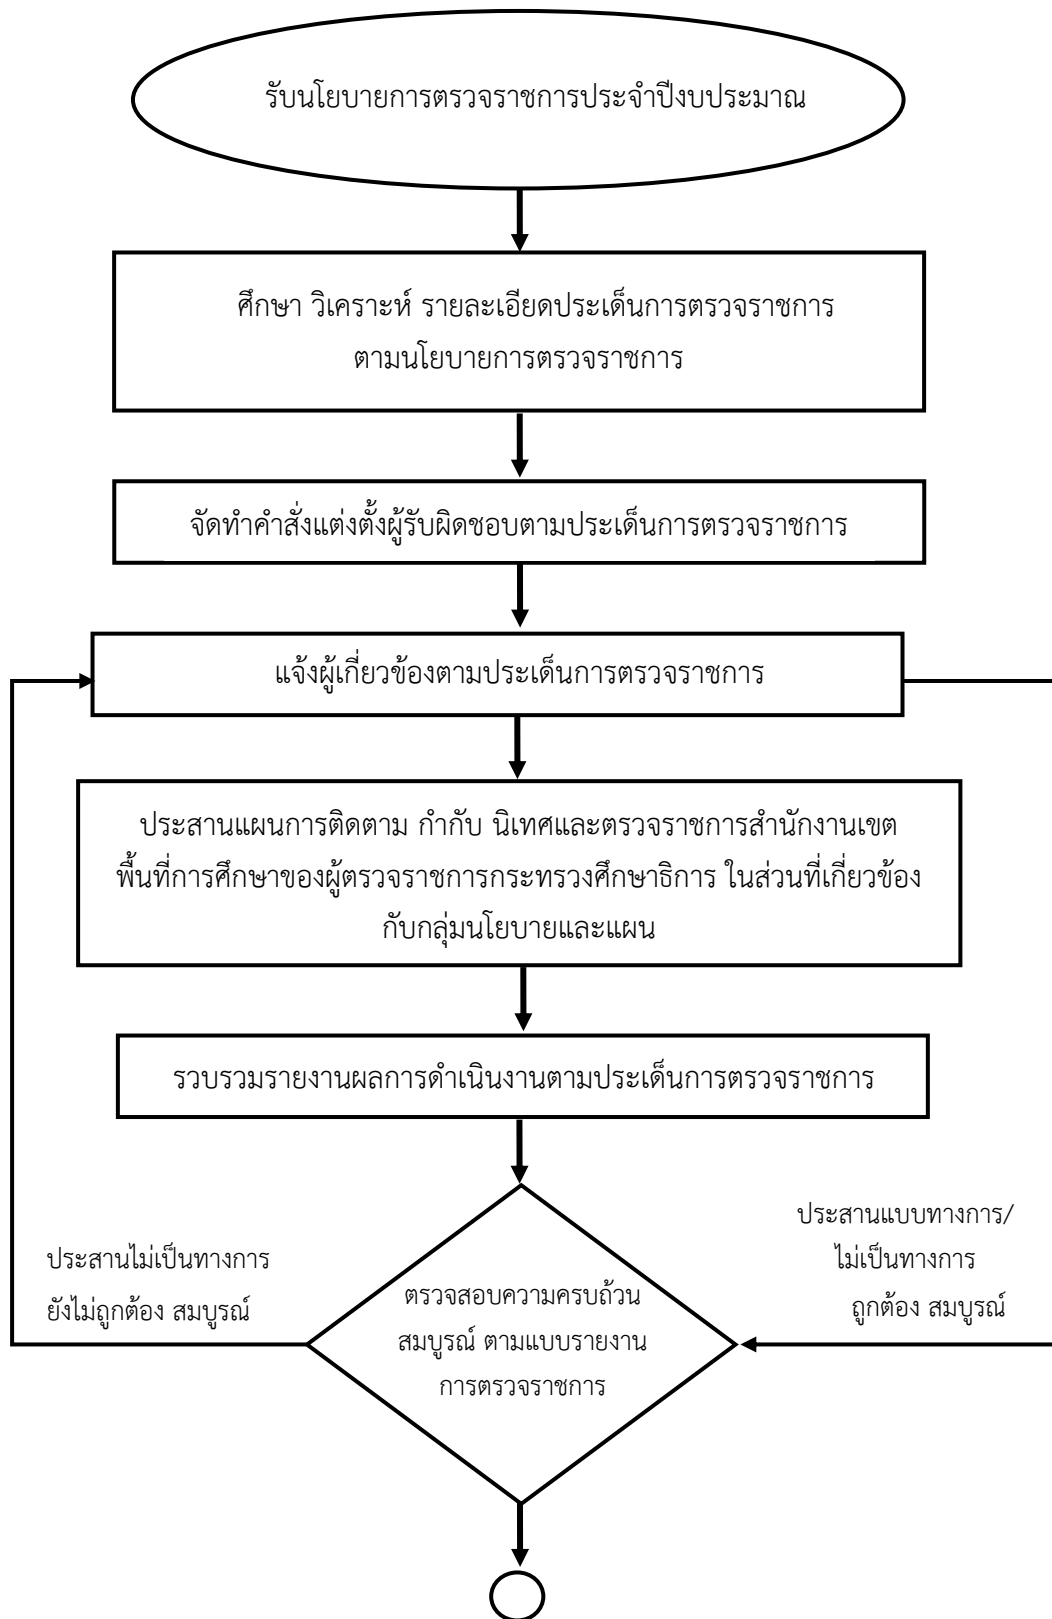 รับนโยบายการตรวจราชการประจำปีงบประมาณ
ศึกษา วิเคราะห์ รายละเอียดประเด็นการตรวจราชการ
ตามนโยบายการตรวจราชการ
จัดทำคำสั่งแต่งตั้งผู้รับผิดชอบตามประเด็นการตรวจราชการ
แจ้งผู้เกี่ยวข้องตามประเด็นการตรวจราชการ
ประสานแผนการติดตาม กำกับ นิเทศและตรวจราชการสำนักงานเขต
พื้นที่การศึกษาของผู้ตรวจราชการกระทรวงศึกษาธิการ ในส่วนที่เกี่ยวข้อง
กับกลุ่มนโยบายและแผน
รวบรวมรายงานผลการดำเนินงานตามประเด็นการตรวจราชการ
ประสานไม่เป็นทางการ
ยังไม่ถูกต้อง สมบูรณ์
ตรวจสอบความครบถ้วน
สมบูรณ์ ตามแบบรายงาน
การตรวจราชการ
ประสานแบบทางการ/
ไม่เป็นทางการ
ถูกต้อง สมบูรณ์